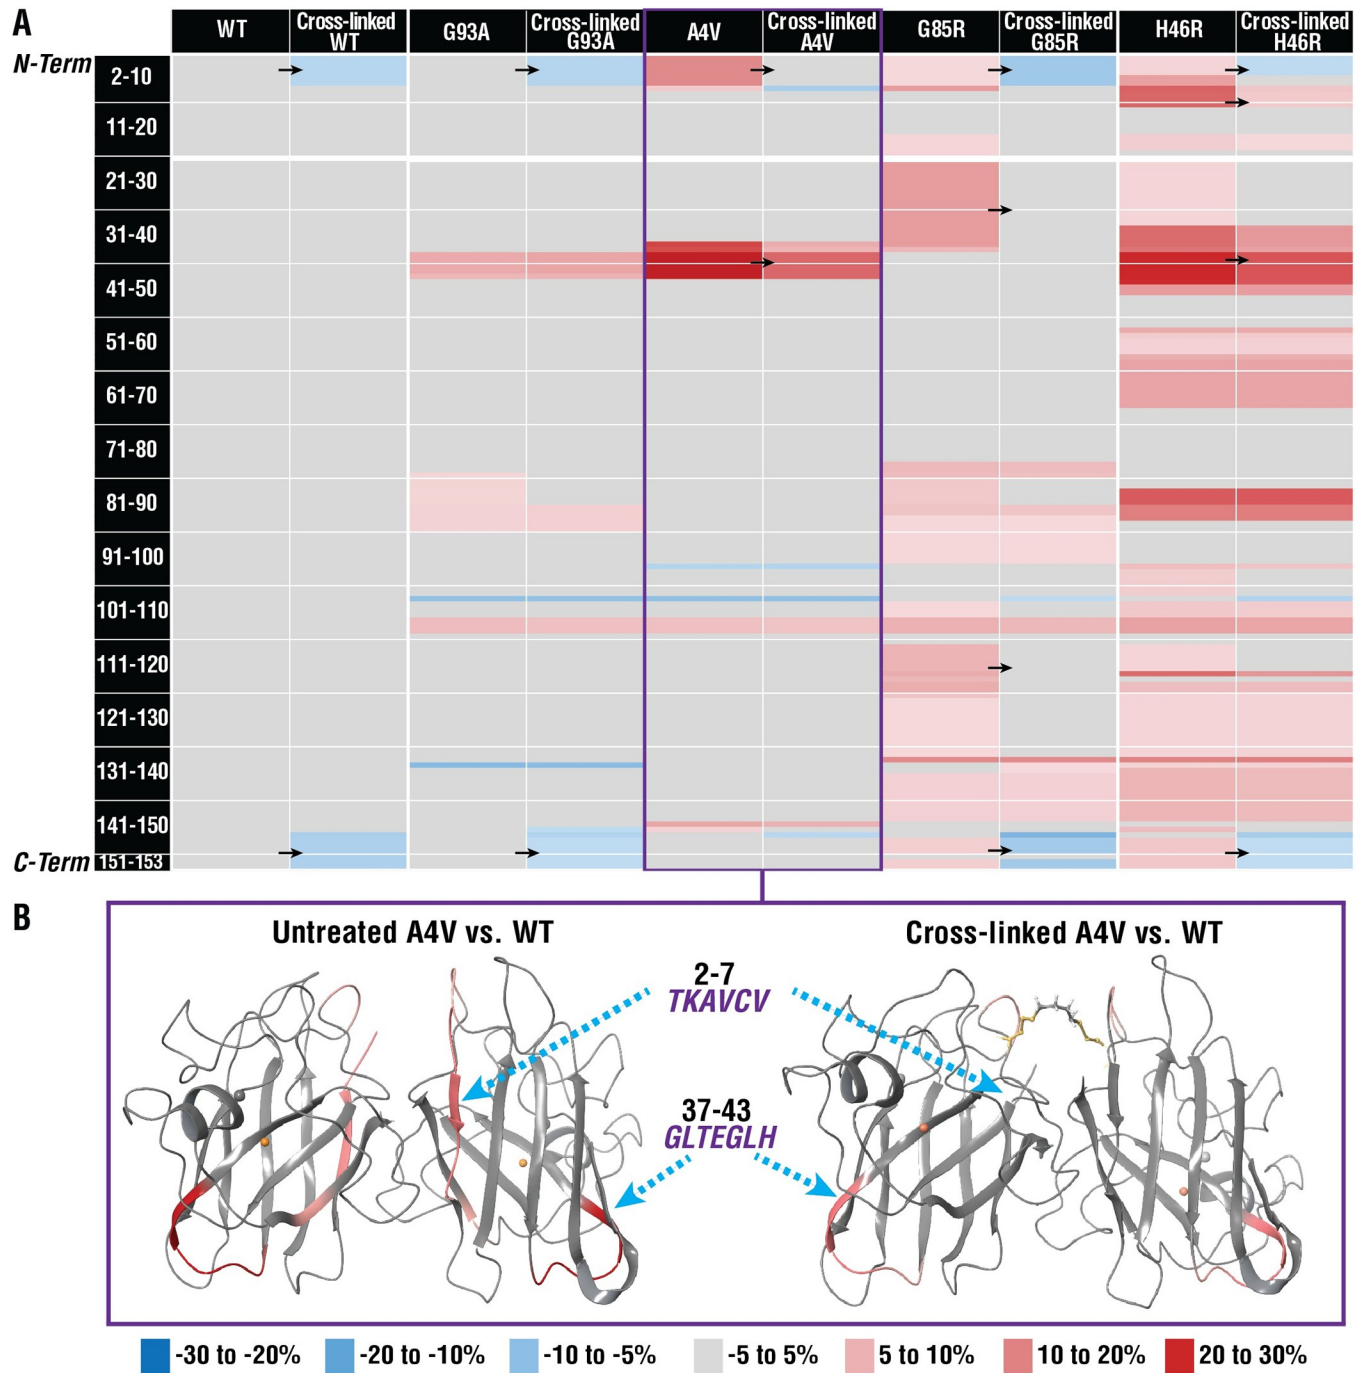 A
WT
Cross-linked
WT
G93A
Cross-linked
G93A
A4V
Cross-linked
A4V
G85R
Cross-linked
G85R
H46R
Cross-linked
H46R
N-Term
2-10
11-20
21-30
31-40
41-50
51-60
61-70
71-80
81-90
91-100
101-110
111-120
121-130
131-140
141-150
C-Term
151-153
B
Untreated A4V vs. WT
Cross-linked A4V vs. WT
2-7
TKAVCV
37-43
GLTEGLH
-30 to -20%
-20 to -10%
-10 to -5%
-5 to 5%
5 to 10%
10 to 20%
20 to 30%